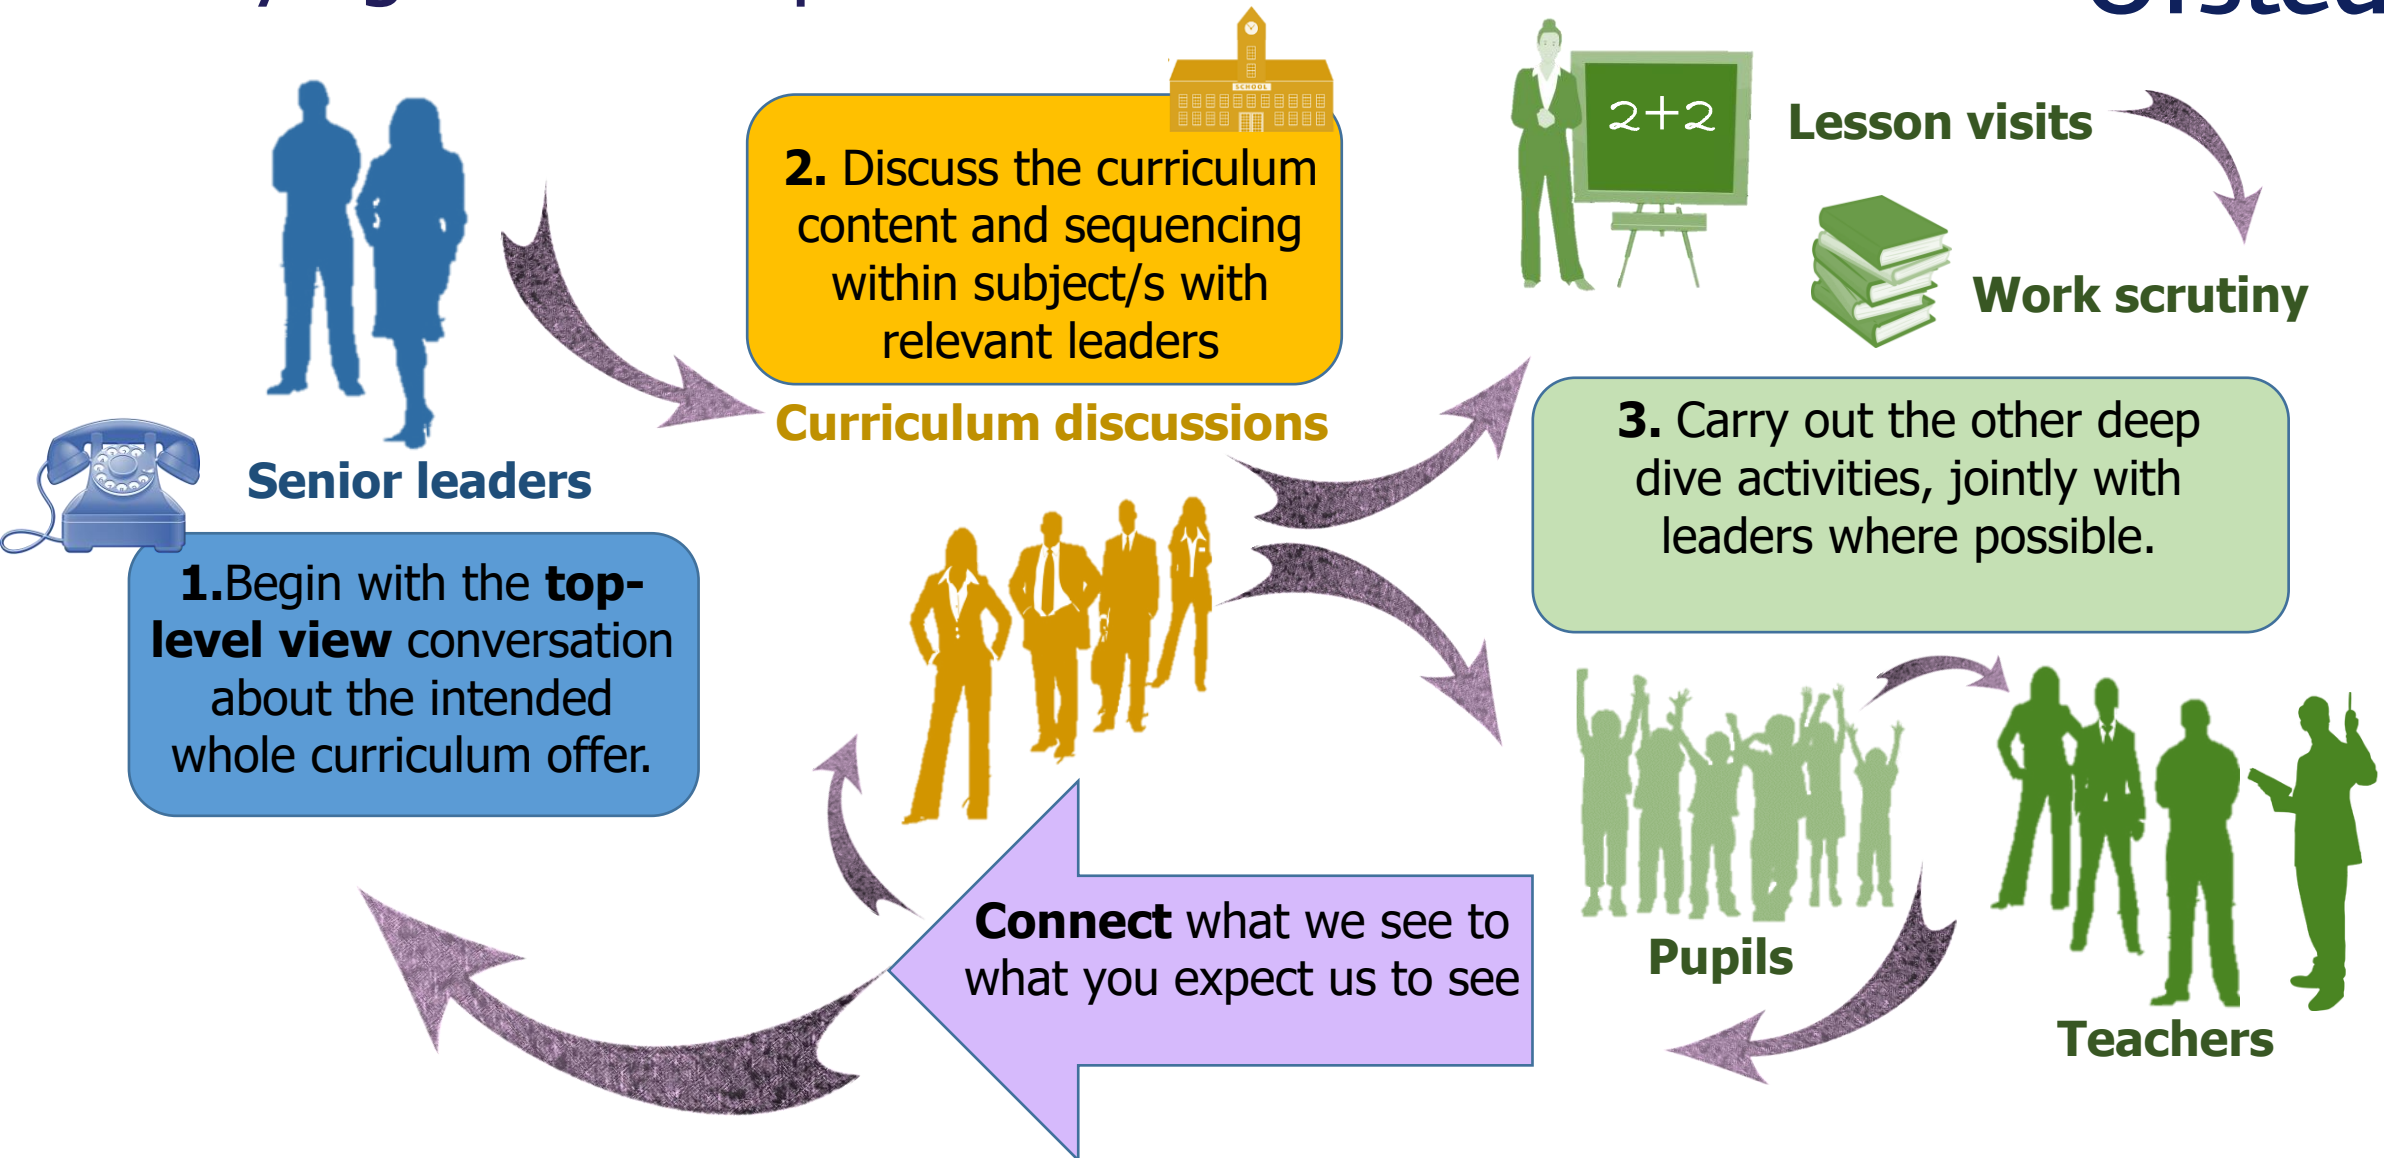 Ofsted
SCHOOL
2. Discuss the curriculum
content and sequencing
within subject/s with
relevant leaders
Curriculum discussions
2+2
Lesson visits
Work scrutiny
Senior leaders
1.Begin with the top-
level view conversation
about the intended
whole curriculum offer.
3. Carry out the other deep
dive activities, jointly with
leaders where possible.
Connect what we see to
what you expect us to see
Pupils
Teachers